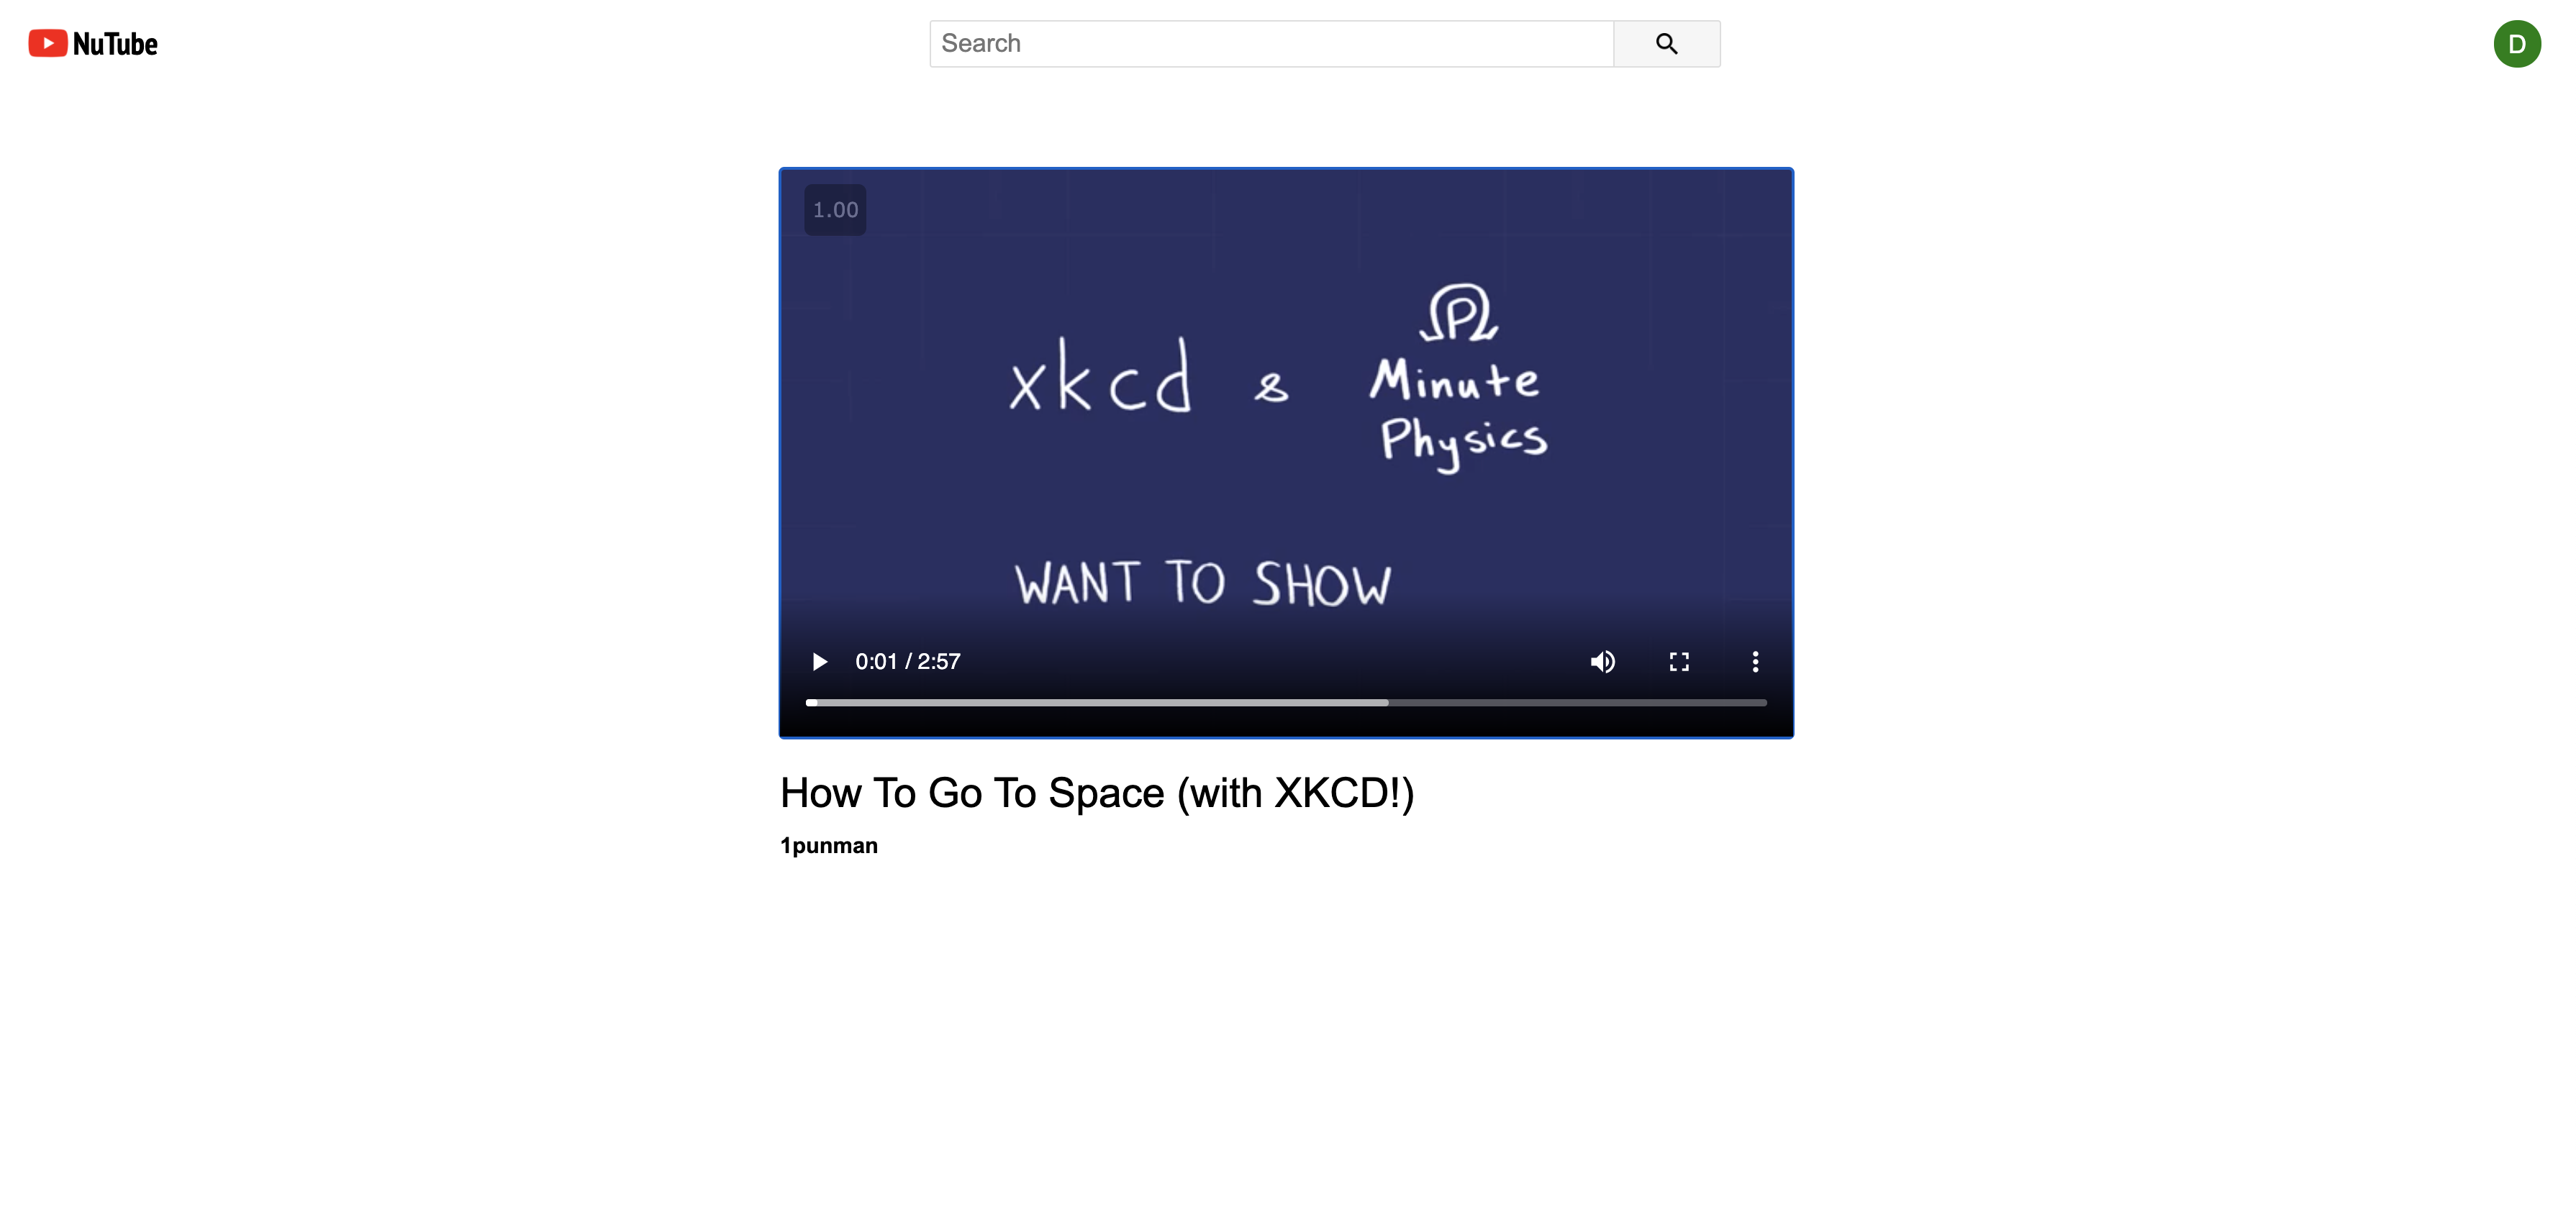 NuTube
Search
D
1.00
xkcd & Minute
Physics
WANT TO SHOW
0:01 / 2:57
How To Go To Space (with XKCD!)
1punman